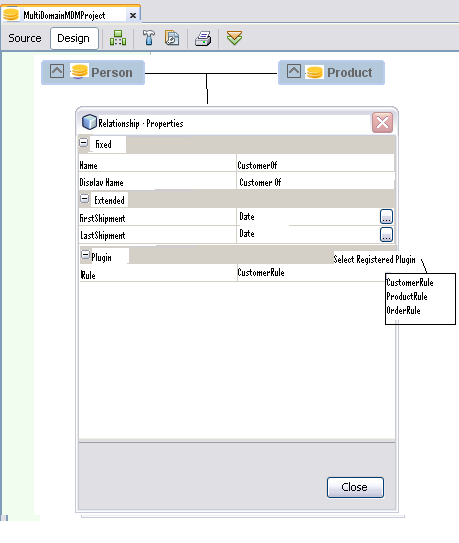 MultiDomainMDMProject x
Source Design
Person Product
Relationship - Properties
Fixed
Name CustomerOf
Display Name Customer Of
Extended
FirstShipment Date ...
LastShipment Date ...
Plugin Select Registered Plugin
Rule CustomerRule
CustomerRule
ProductRule
OrderRule
Close